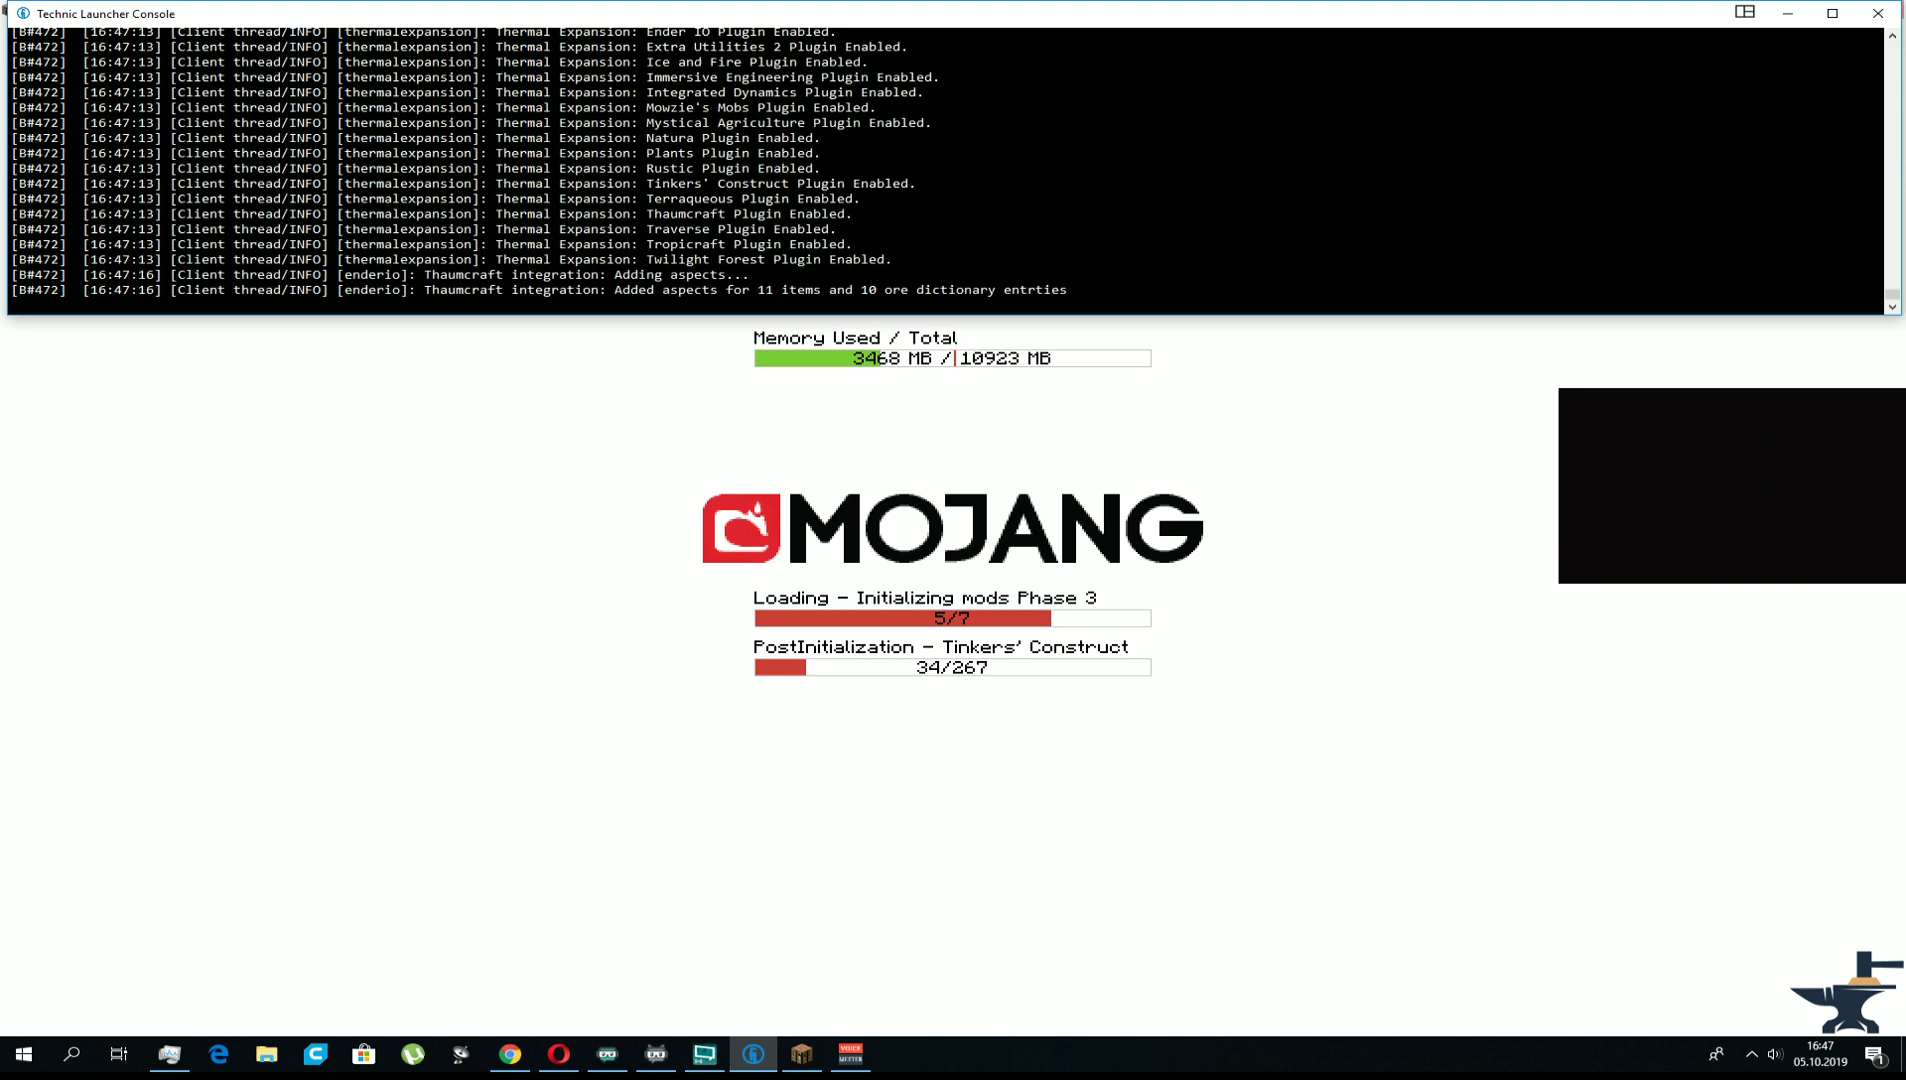 Technic Launcher Console
[B#472]  [16:47:13] [Client thread/INFO] [thermalexpansion]: Thermal Expansion: Ender IO Plugin Enabled.
[B#472]  [16:47:13] [Client thread/INFO] [thermalexpansion]: Thermal Expansion: Extra Utilities 2 Plugin Enabled.
[B#472]  [16:47:13] [Client thread/INFO] [thermalexpansion]: Thermal Expansion: Ice and Fire Plugin Enabled.
[B#472]  [16:47:13] [Client thread/INFO] [thermalexpansion]: Thermal Expansion: Immersive Engineering Plugin Enabled.
[B#472]  [16:47:13] [Client thread/INFO] [thermalexpansion]: Thermal Expansion: Integrated Dynamics Plugin Enabled.
[B#472]  [16:47:13] [Client thread/INFO] [thermalexpansion]: Thermal Expansion: Mowzie's Mobs Plugin Enabled.
[B#472]  [16:47:13] [Client thread/INFO] [thermalexpansion]: Thermal Expansion: Mystical Agriculture Plugin Enabled.
[B#472]  [16:47:13] [Client thread/INFO] [thermalexpansion]: Thermal Expansion: Natura Plugin Enabled.
[B#472]  [16:47:13] [Client thread/INFO] [thermalexpansion]: Thermal Expansion: Plants Plugin Enabled.
[B#472]  [16:47:13] [Client thread/INFO] [thermalexpansion]: Thermal Expansion: Rustic Plugin Enabled.
[B#472]  [16:47:13] [Client thread/INFO] [thermalexpansion]: Thermal Expansion: Tinkers' Construct Plugin Enabled.
[B#472]  [16:47:13] [Client thread/INFO] [thermalexpansion]: Thermal Expansion: Terraqueous Plugin Enabled.
[B#472]  [16:47:13] [Client thread/INFO] [thermalexpansion]: Thermal Expansion: Thaumcraft Plugin Enabled.
[B#472]  [16:47:13] [Client thread/INFO] [thermalexpansion]: Thermal Expansion: Traverse Plugin Enabled.
[B#472]  [16:47:13] [Client thread/INFO] [thermalexpansion]: Thermal Expansion: Tropicraft Plugin Enabled.
[B#472]  [16:47:13] [Client thread/INFO] [thermalexpansion]: Thermal Expansion: Twilight Forest Plugin Enabled.
[B#472]  [16:47:16] [Client thread/INFO] [enderio]: Thaumcraft integration: Adding aspects...
[B#472]  [16:47:16] [Client thread/INFO] [enderio]: Thaumcraft integration: Added aspects for 11 items and 10 ore dictionary entrties
Memory Used / Total
3468 MB / 10923 MB
MOJANG
Loading - Initializing mods Phase 3
5/7
PostInitialization - Tinkers' Construct
34/267
VOICE
MEETER
16:47
05.10.2019
1